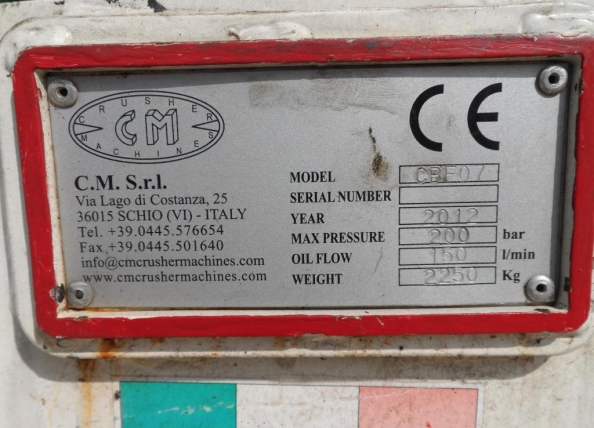 CRUSHER
CM
MACHINES
CE
C.M. S.r.l.
Via Lago di Costanza, 25
36015 SCHIO (VI) - ITALY
Tel. +39.0445.576654
Fax +39.0445.501640
info@cmcrushermachines.com
www.cmcrushermachines.com
MODEL CBF07
SERIAL NUMBER
YEAR 2012
MAX PRESSURE 200 bar
OIL FLOW 150 l/min
WEIGHT 2250 Kg